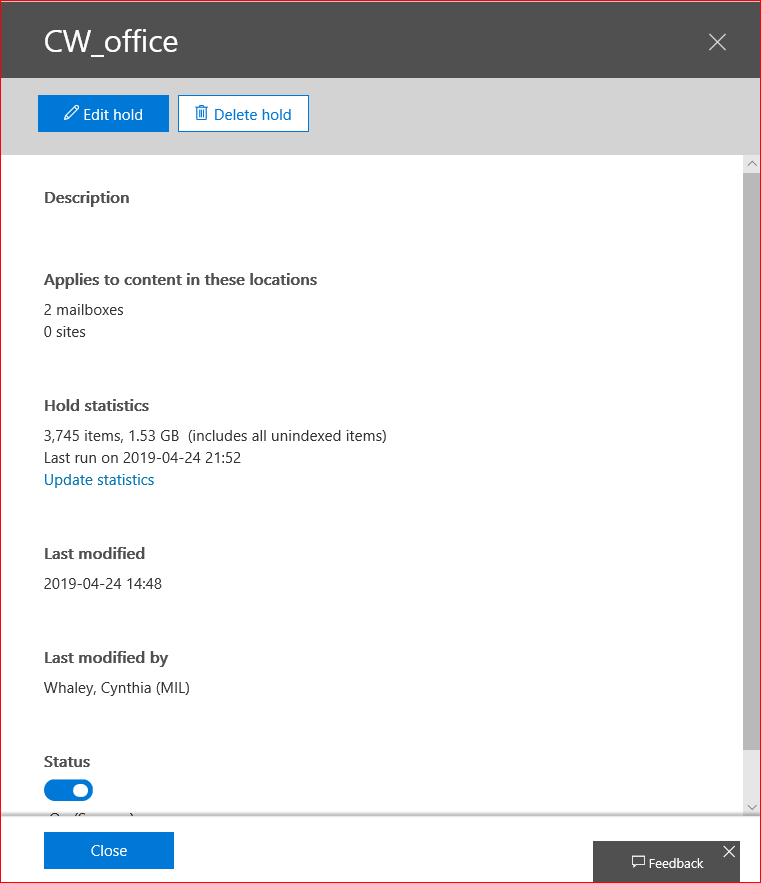 CW_office
Edit hold
Delete hold
Description
Applies to content in these locations
2 mailboxes
0 sites
Hold statistics
3,745 items, 1.53 GB (includes all unindexed items)
Last run on 2019-04-24 21:52
Update statistics
Last modified
2019-04-24 14:48
Last modified by
Whaley, Cynthia (MIL)
Status
Close
Feedback